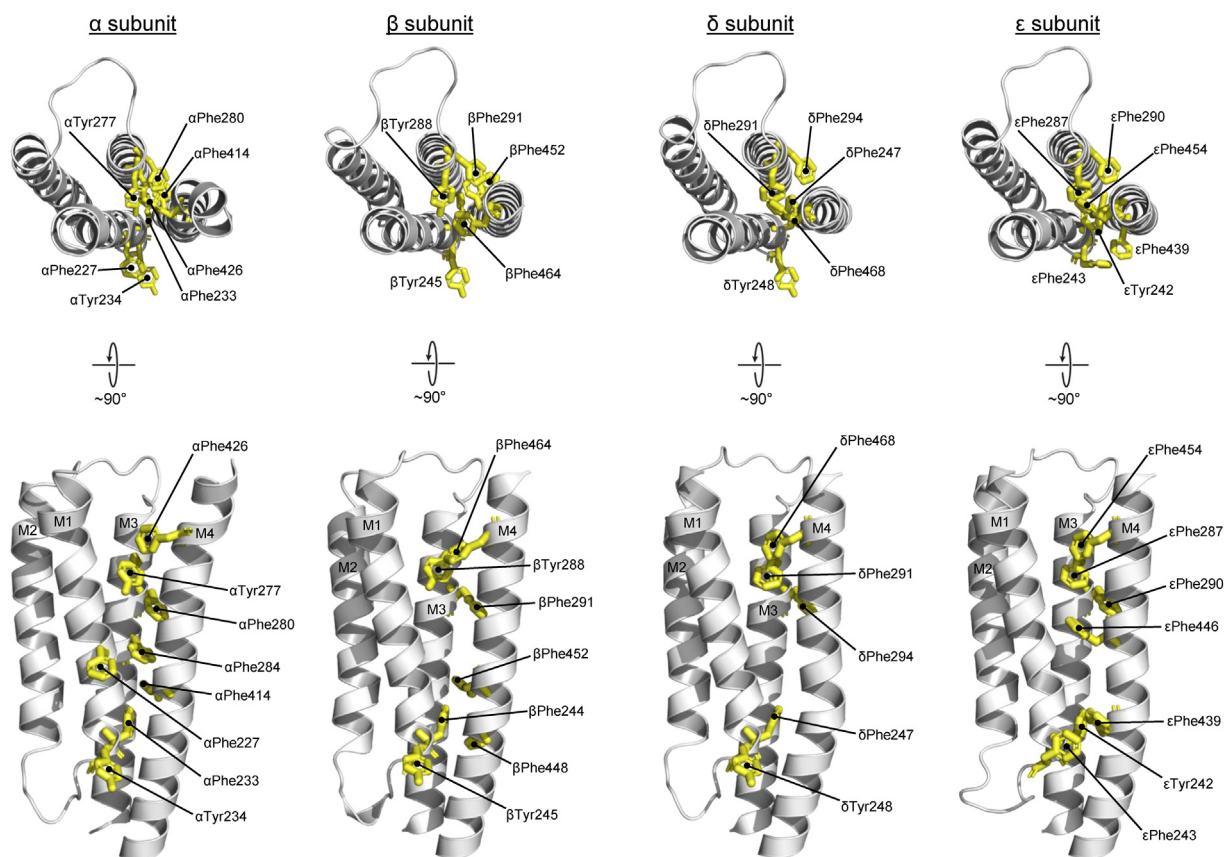 α subunit
β subunit
δ subunit
ε subunit
αTyr277
αPhe280
αPhe414
αPhe426
αPhe233
αPhe227
αTyr234
βTyr288
βPhe291
βPhe452
βPhe464
βTyr245
δPhe291
δPhe294
δPhe247
δPhe468
δTyr248
εPhe287
εPhe290
εPhe454
εPhe439
εTyr242
εPhe243
~90°
~90°
~90°
~90°
αPhe426
M1
M2
M3
M4
αTyr277
αPhe280
αPhe284
αPhe414
αPhe227
αPhe233
αTyr234
βPhe464
M1
M4
M2
βTyr288
M3
βPhe291
βPhe452
βPhe244
βPhe448
βTyr245
δPhe468
M1
M4
M2
δPhe291
M3
δPhe294
δPhe247
δTyr248
εPhe454
M1
M3
M4
εPhe287
M2
εPhe290
εPhe446
εPhe439
εTyr242
εPhe243